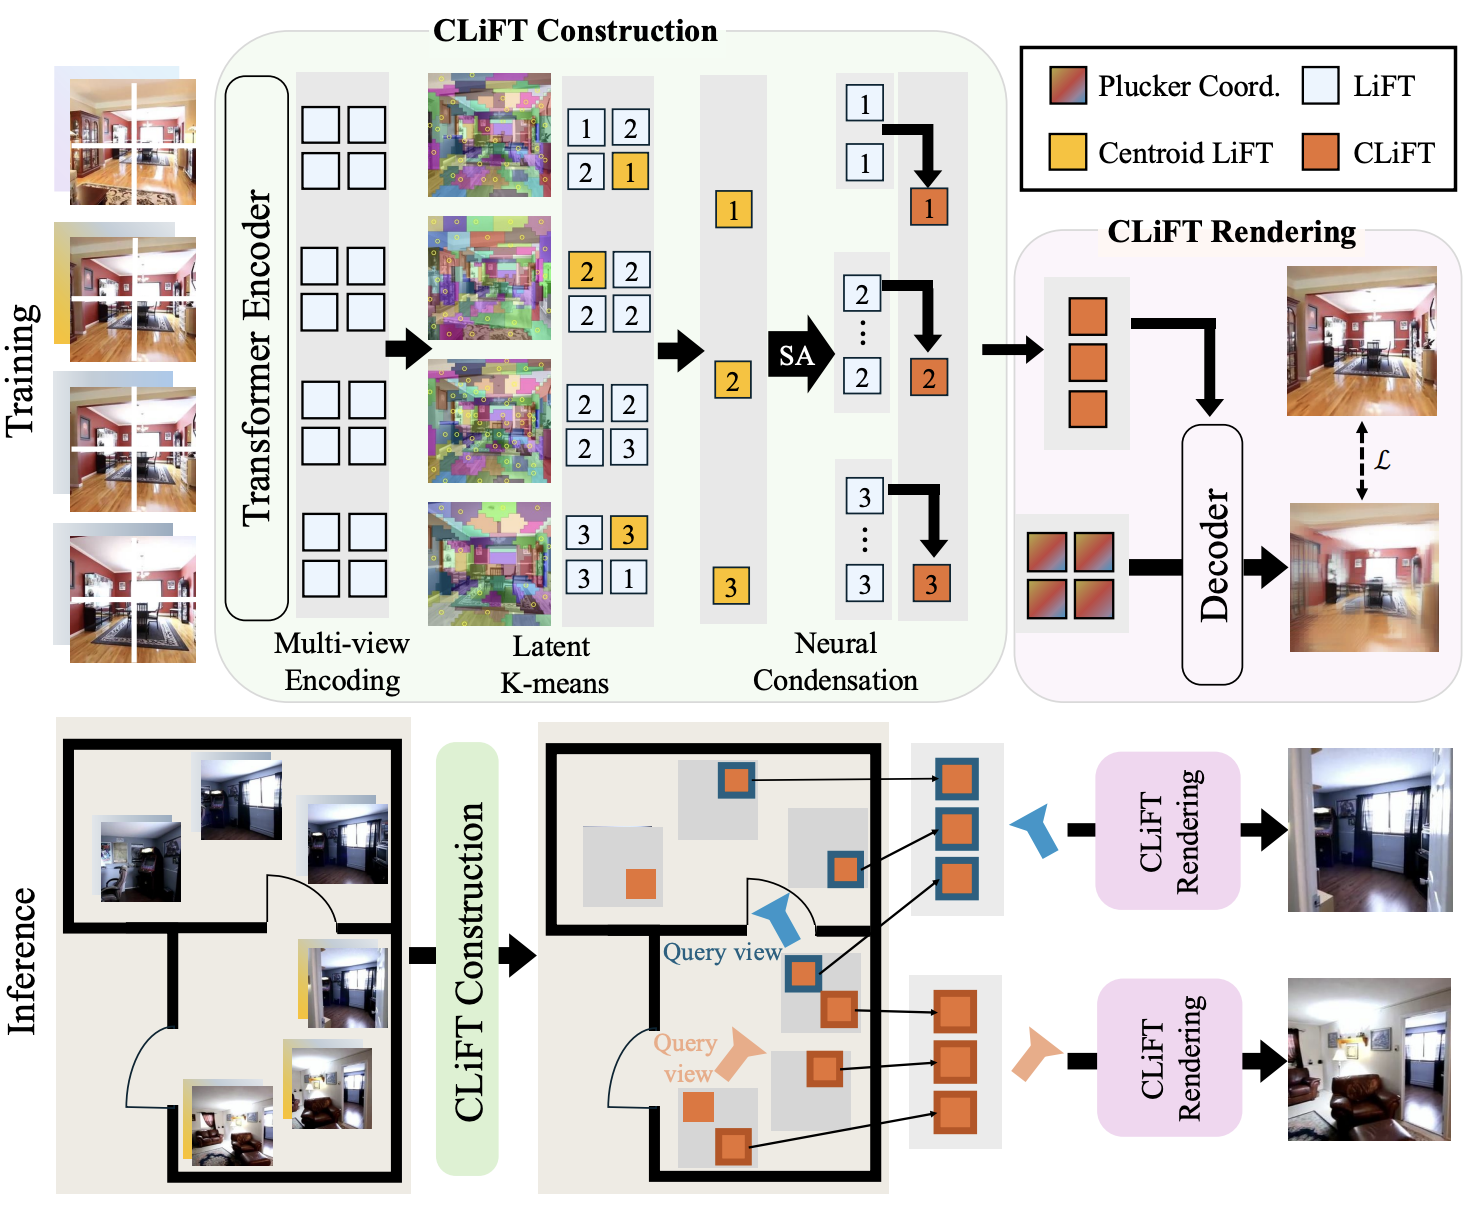 CLiFT Construction
Plucker Coord.
LiFT
Centroid LiFT
CLiFT
Training
Transformer Encoder
1 2
2 1
2 2
2 2
2 2
2 3
3 3
3 1
1
2
3
SA
1
1
1
2
⋮
2
2
3
⋮
3
3
Multi-view
Encoding
Latent
K-means
Neural
Condensation
CLiFT Rendering
Decoder
ℒ
Inference
CLiFT Construction
Query view
Query
view
CLiFT
Rendering
CLiFT
Rendering